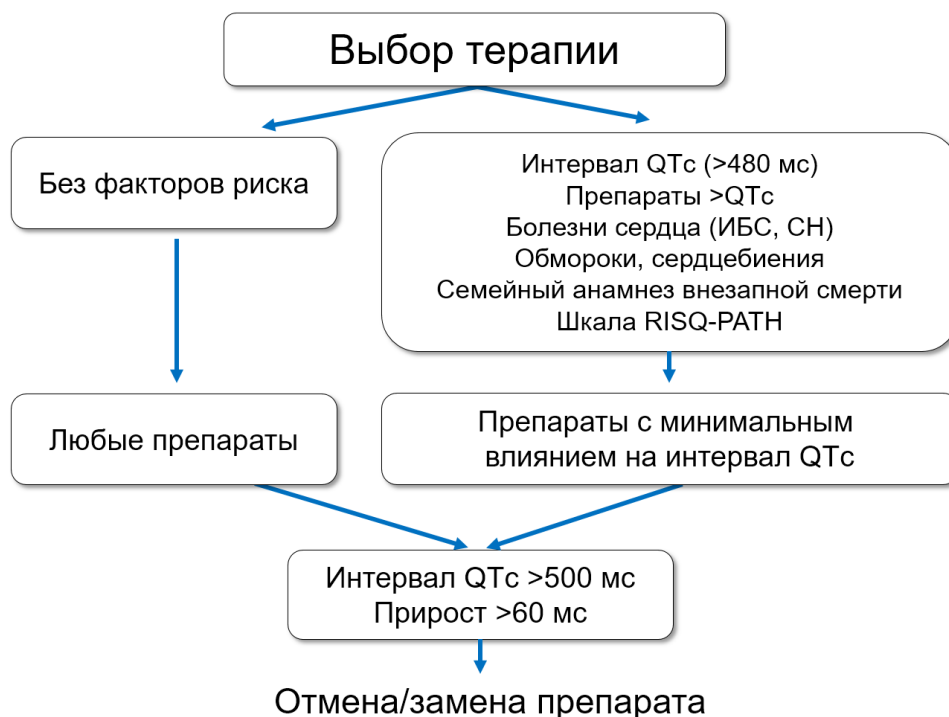 Выбор терапии
Без факторов риска
Интервал QTc (>480 мс)
Препараты >QTc
Болезни сердца (ИБС, СН)
Обмороки, сердцебиения
Семейный анамнез внезапной смерти
Шкала RISQ-PATH
Любые препараты
Препараты с минимальным
влиянием на интервал QTc
Интервал QTc >500 мс
Прирост >60 мс
Отмена/замена препарата